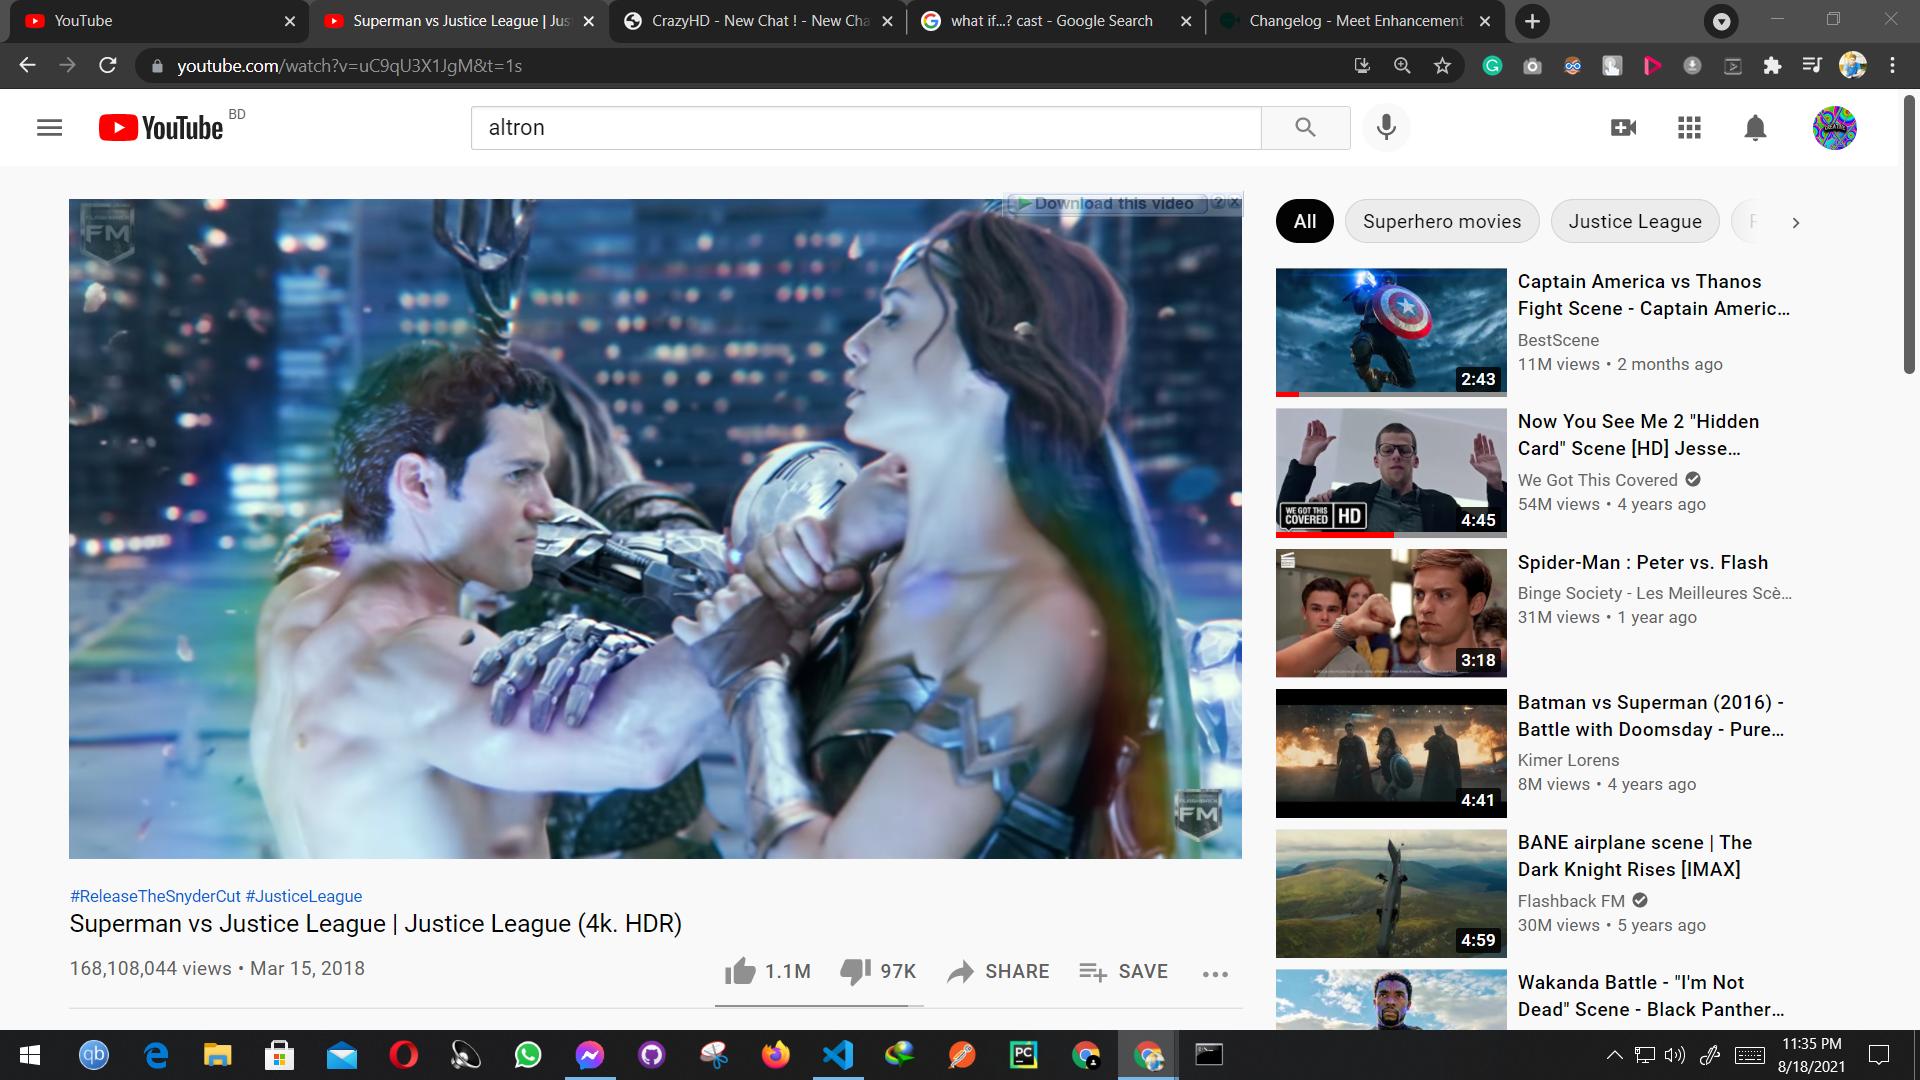 YouTube
Superman vs Justice League | Jus
CrazyHD - New Chat ! - New Cha
what if...? cast - Google Search
Changelog - Meet Enhancement
youtube.com/watch?v=uC9qU3X1JgM&t=1s
YouTube BD
altron
Download this video
FM
FLASHBACK
FM
#ReleaseTheSnyderCut #JusticeLeague
Superman vs Justice League | Justice League (4k. HDR)
168,108,044 views • Mar 15, 2018
1.1M
97K
SHARE
SAVE
All
Superhero movies
Justice League
Captain America vs Thanos
Fight Scene - Captain Americ...
BestScene
11M views • 2 months ago
2:43
Now You See Me 2 "Hidden
Card" Scene [HD] Jesse...
We Got This Covered
54M views • 4 years ago
WE GOT THIS
COVERED HD
4:45
Spider-Man : Peter vs. Flash
Binge Society - Les Meilleures Scè...
31M views • 1 year ago
3:18
Batman vs Superman (2016) -
Battle with Doomsday - Pure...
Kimer Lorens
8M views • 4 years ago
4:41
BANE airplane scene | The
Dark Knight Rises [IMAX]
Flashback FM
30M views • 5 years ago
4:59
Wakanda Battle - "I'm Not
Dead" Scene - Black Panther...
qb
PC
11:35 PM
8/18/2021